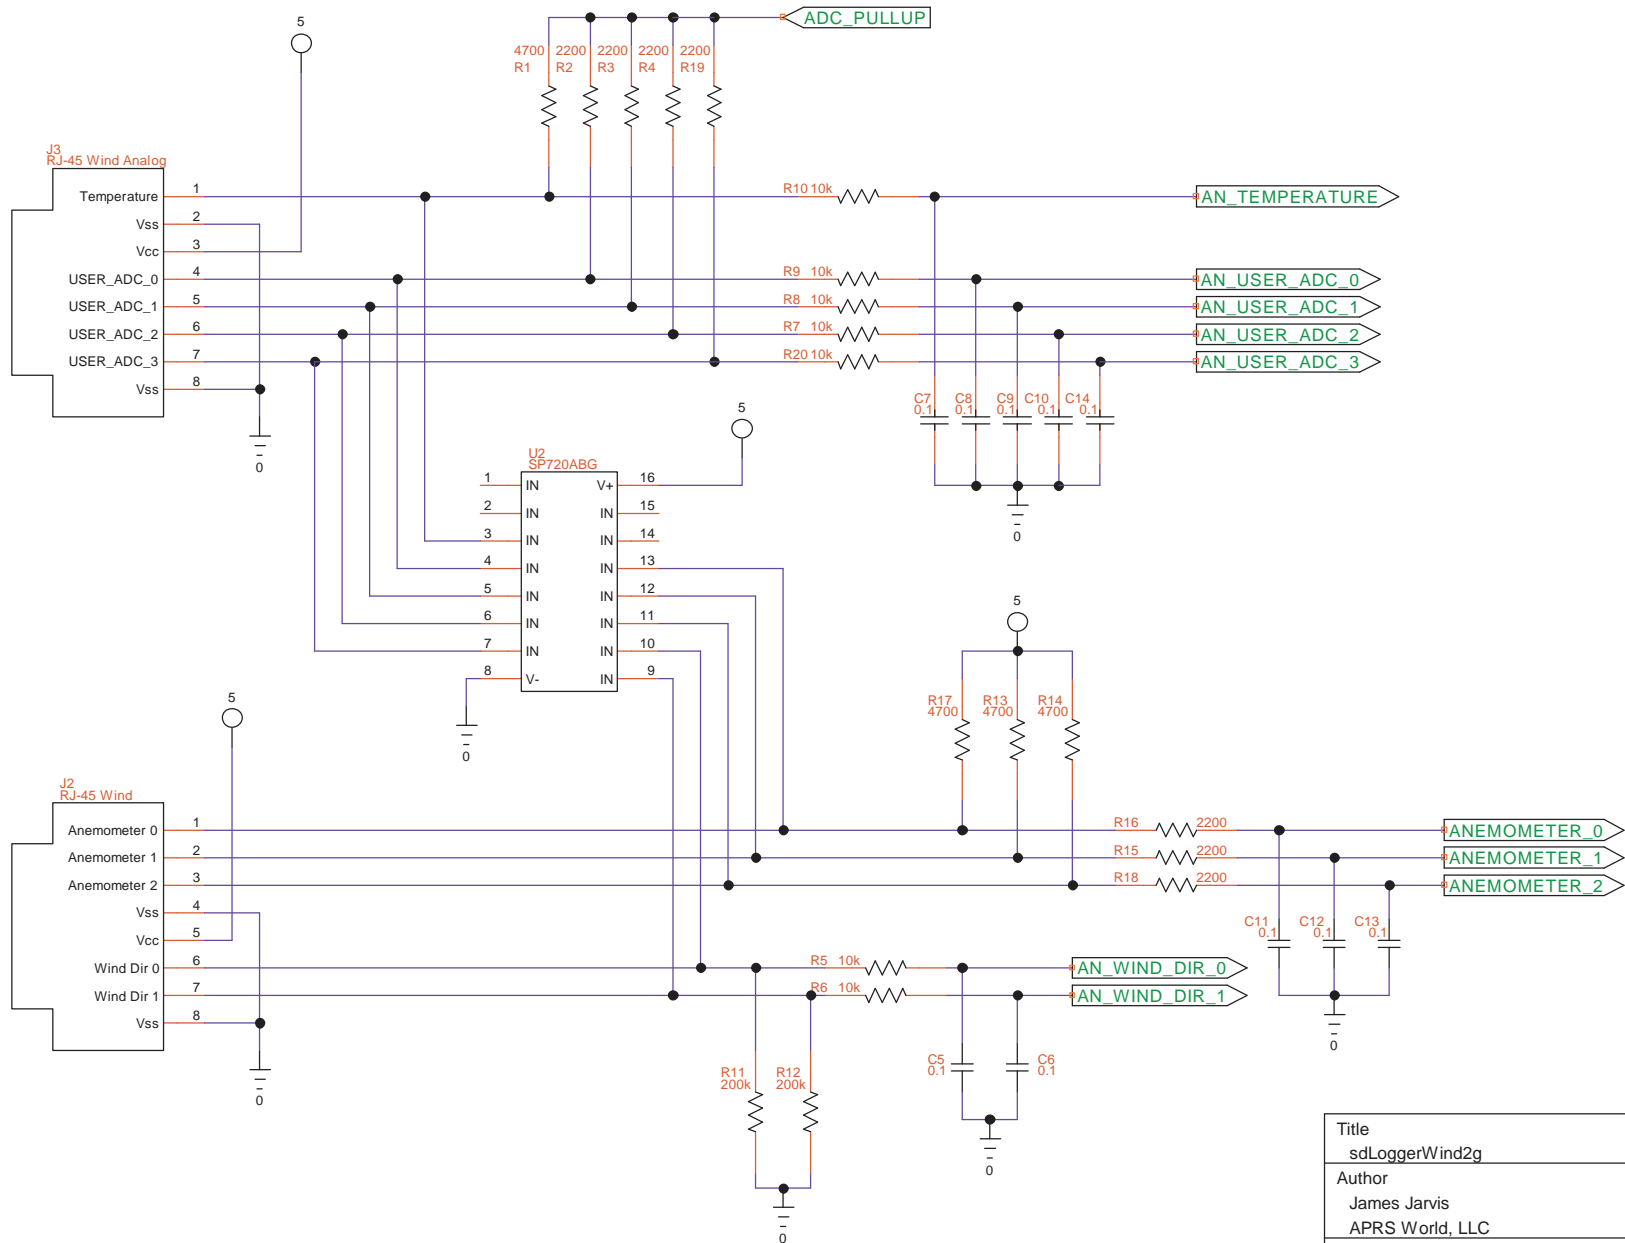 ADC_PULLUP
5
4700 2200 2200 2200 2200
R1 R2 R3 R4 R19
J3
RJ-45 Wind Analog
Temperature 1
Vss 2
Vcc 3
USER_ADC_0 4
USER_ADC_1 5
USER_ADC_2 6
USER_ADC_3 7
Vss 8
0
R10 10k
AN_TEMPERATURE
R9 10k
AN_USER_ADC_0
R8 10k
AN_USER_ADC_1
R7 10k
AN_USER_ADC_2
R20 10k
AN_USER_ADC_3
C7 C8 C9 C10 C14
0.1 0.1 0.1 0.1 0.1
0
5
U2
SP720ABG
1 IN V+ 16
2 IN IN 15
3 IN IN 14
4 IN IN 13
5 IN IN 12
6 IN IN 11
7 IN IN 10
8 V- IN 9
0
5
R17 R13 R14
4700 4700 4700
5
J2
RJ-45 Wind
Anemometer 0 1
Anemometer 1 2
Anemometer 2 3
Vss 4
Vcc 5
Wind Dir 0 6
Wind Dir 1 7
Vss 8
0
R16 2200
ANEMOMETER_0
R15 2200
ANEMOMETER_1
R18 2200
ANEMOMETER_2
C11 C12 C13
0.1 0.1 0.1
0
R5 10k
AN_WIND_DIR_0
R6 10k
AN_WIND_DIR_1
C5 C6
0.1 0.1
0
R11 R12
200k 200k
0
Title
sdLoggerWind2g
Author
James Jarvis
APRS World, LLC